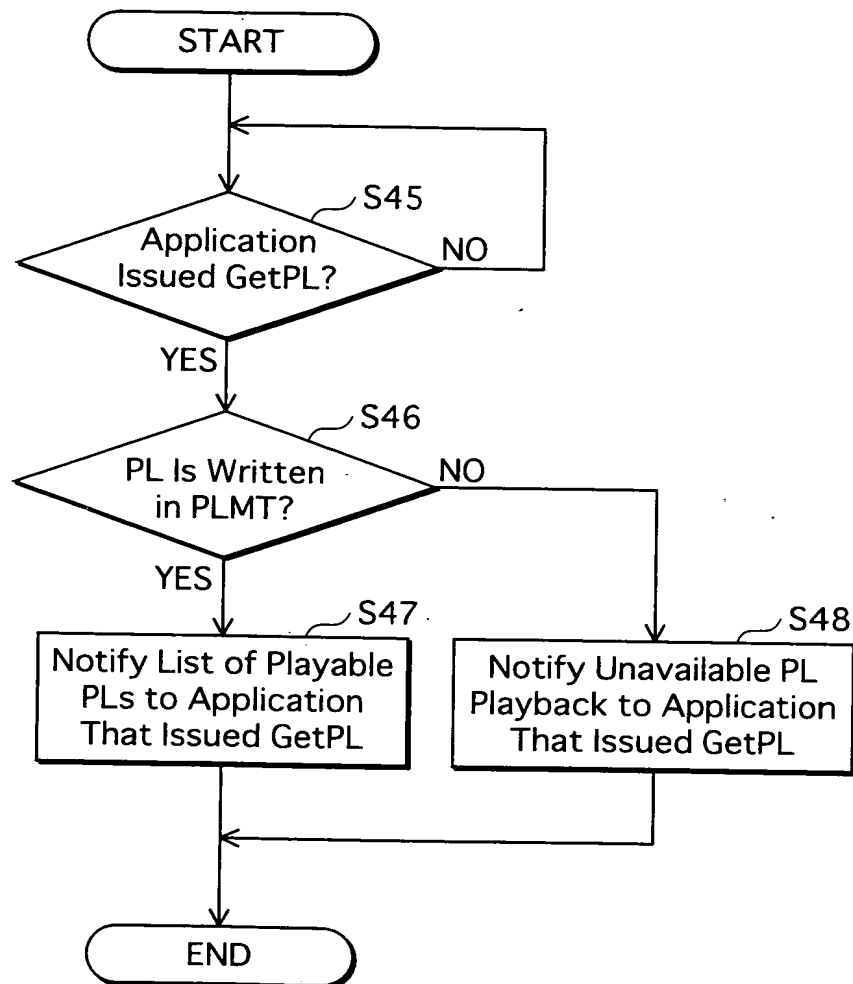 START
S45
Application
Issued GetPL?
NO
YES
S46
PL Is Written
in PLMT?
NO
YES
S47
Notify List of Playable
PLs to Application
That Issued GetPL
S48
Notify Unavailable PL
Playback to Application
That Issued GetPL
END